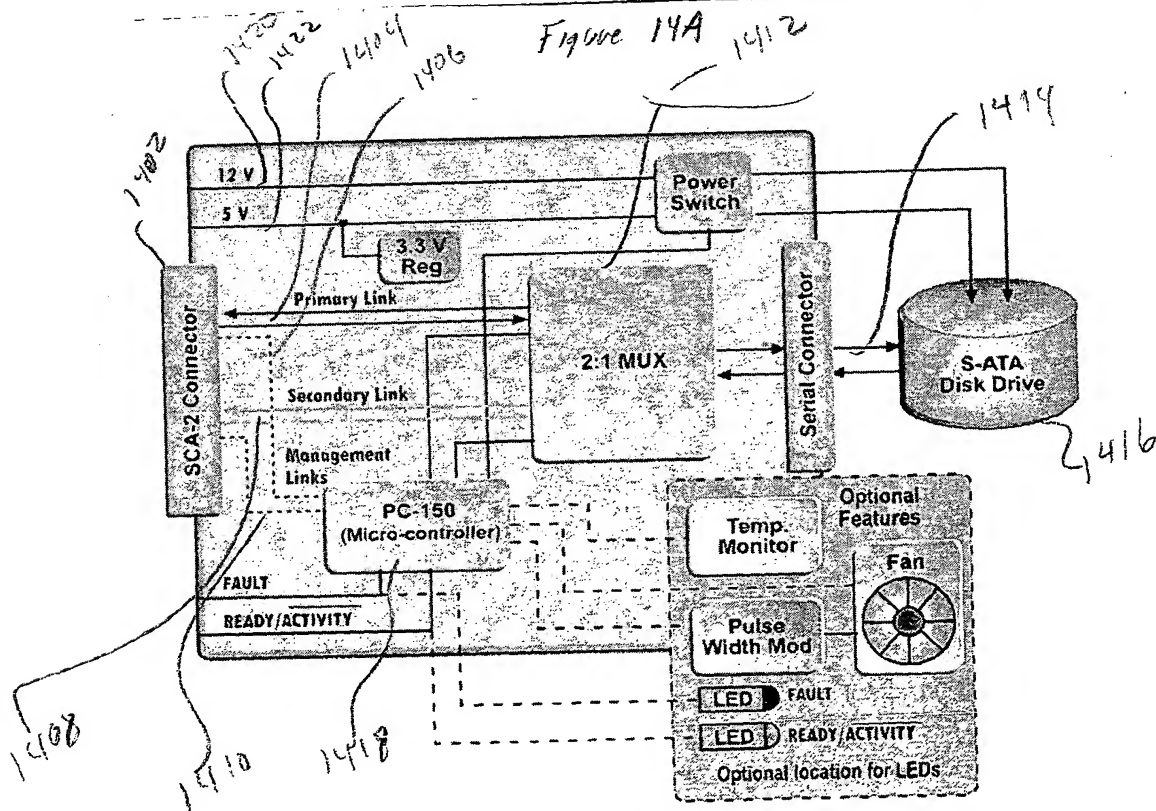 Figure 14A
1420
1422
1404
1406
1412
1414
1402
12 V
5 V
Power
Switch
3.3 V
Reg
Primary Link
SCA-2 Connector
2:1 MUX
Serial Connector
S-ATA
Disk Drive
Secondary Link
Management
Links
1416
PC-150
(Micro-controller)
Optional
Features
Temp.
Monitor
Fan
FAULT
READY/ACTIVITY
Pulse
Width Mod
LED FAULT
LED READY/ACTIVITY
Optional location for LEDs
1408
1410
1418